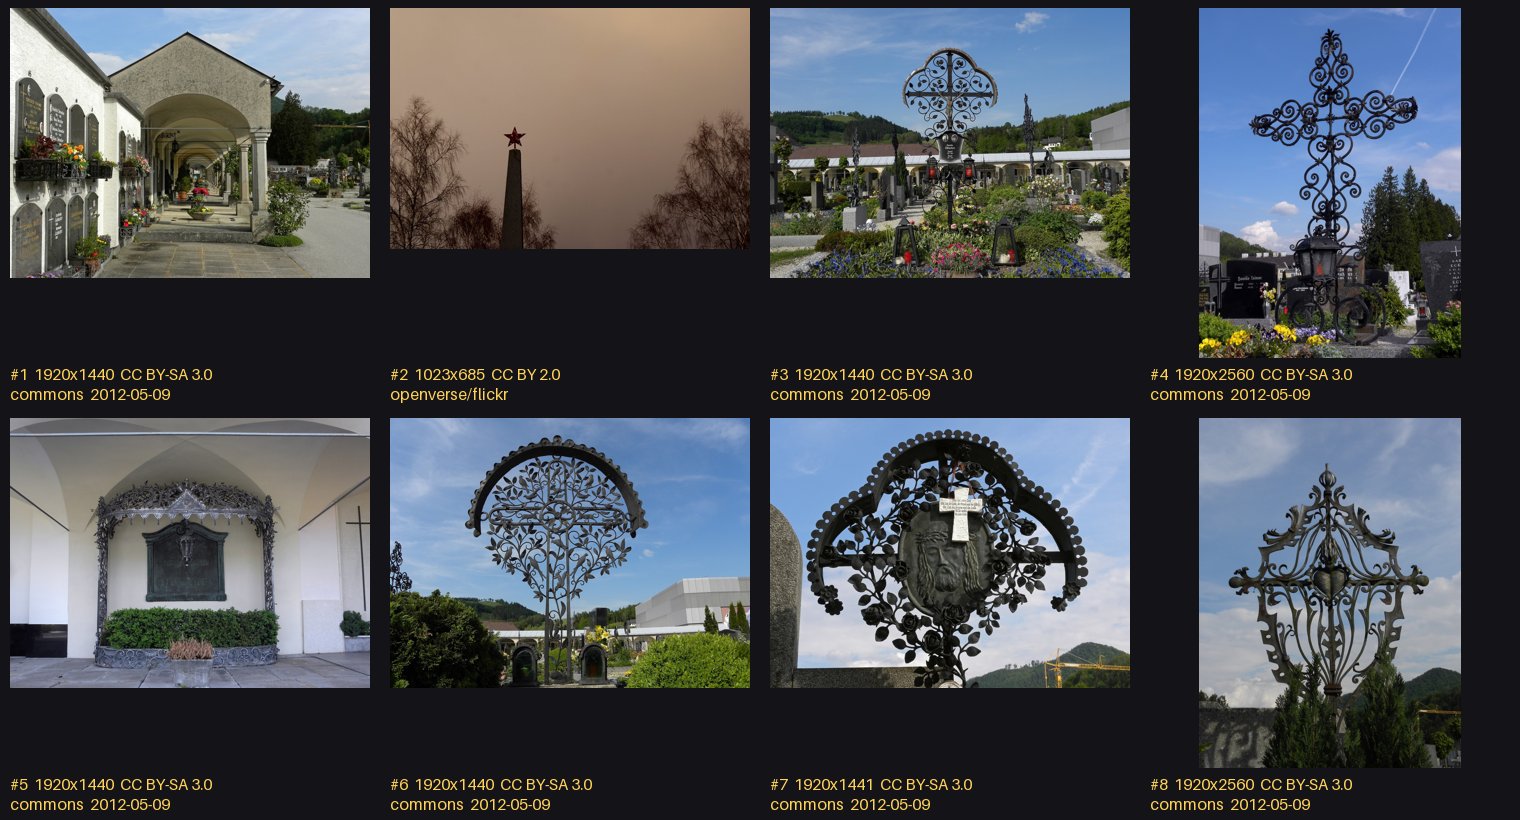 #1 1920x1440 CC BY-SA 3.0
commons 2012-05-09
#2 1023x685 CC BY 2.0
openverse/flickr
#3 1920x1440 CC BY-SA 3.0
commons 2012-05-09
#4 1920x2560 CC BY-SA 3.0
commons 2012-05-09
#5 1920x1440 CC BY-SA 3.0
commons 2012-05-09
#6 1920x1440 CC BY-SA 3.0
commons 2012-05-09
#7 1920x1441 CC BY-SA 3.0
commons 2012-05-09
#8 1920x2560 CC BY-SA 3.0
commons 2012-05-09